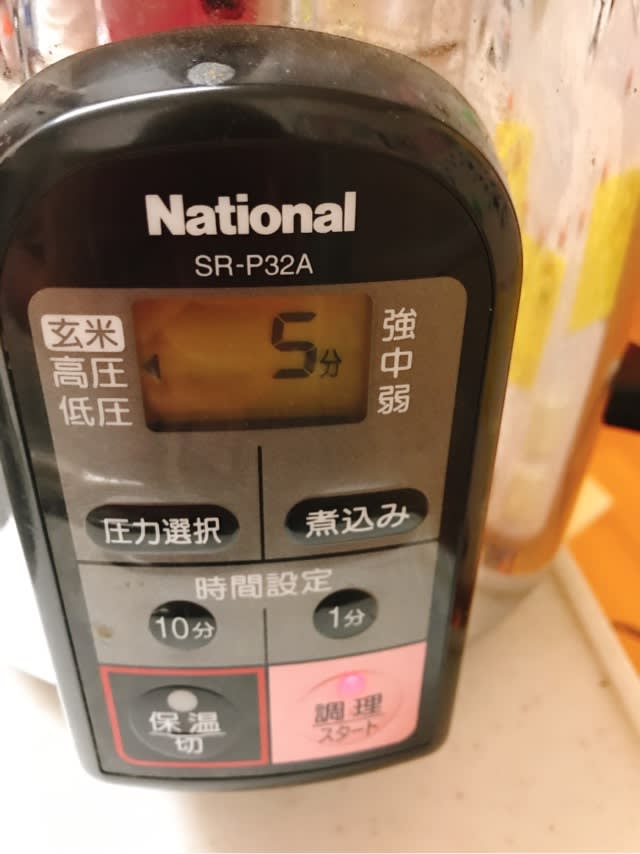 National
SR-P32A
玄米
高圧
低圧
5分
強
中
弱
圧力選択
煮込み
時間設定
10分
1分
保温
切
調理
スタート